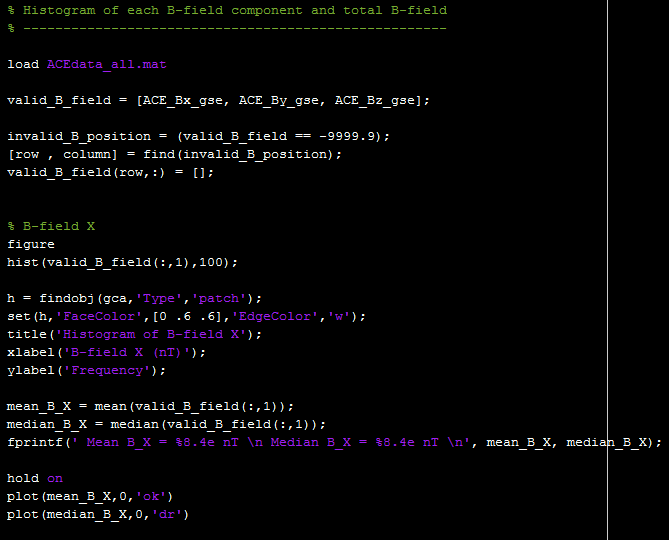 % Histogram of each B-field component and total B-field
% -----------------------------------------------------
load ACEdata_all.mat
valid_B_field = [ACE_Bx_gse, ACE_By_gse, ACE_Bz_gse];
invalid_B_position = (valid_B_field == -9999.9);
[row , column] = find(invalid_B_position);
valid_B_field(row,:) = [];
% B-field X
figure
hist(valid_B_field(:,1),100);
h = findobj(gca,'Type','patch');
set(h,'FaceColor',[0 .6 .6],'EdgeColor','w');
title('Histogram of B-field X');
xlabel('B-field X (nT)');
ylabel('Frequency');
mean_B_X = mean(valid_B_field(:,1));
median_B_X = median(valid_B_field(:,1));
fprintf(' Mean B_X = %8.4e nT \n Median B_X = %8.4e nT \n', mean_B_X, median_B_X);
hold on
plot(mean_B_X,0,'ok')
plot(median_B_X,0,'dr')